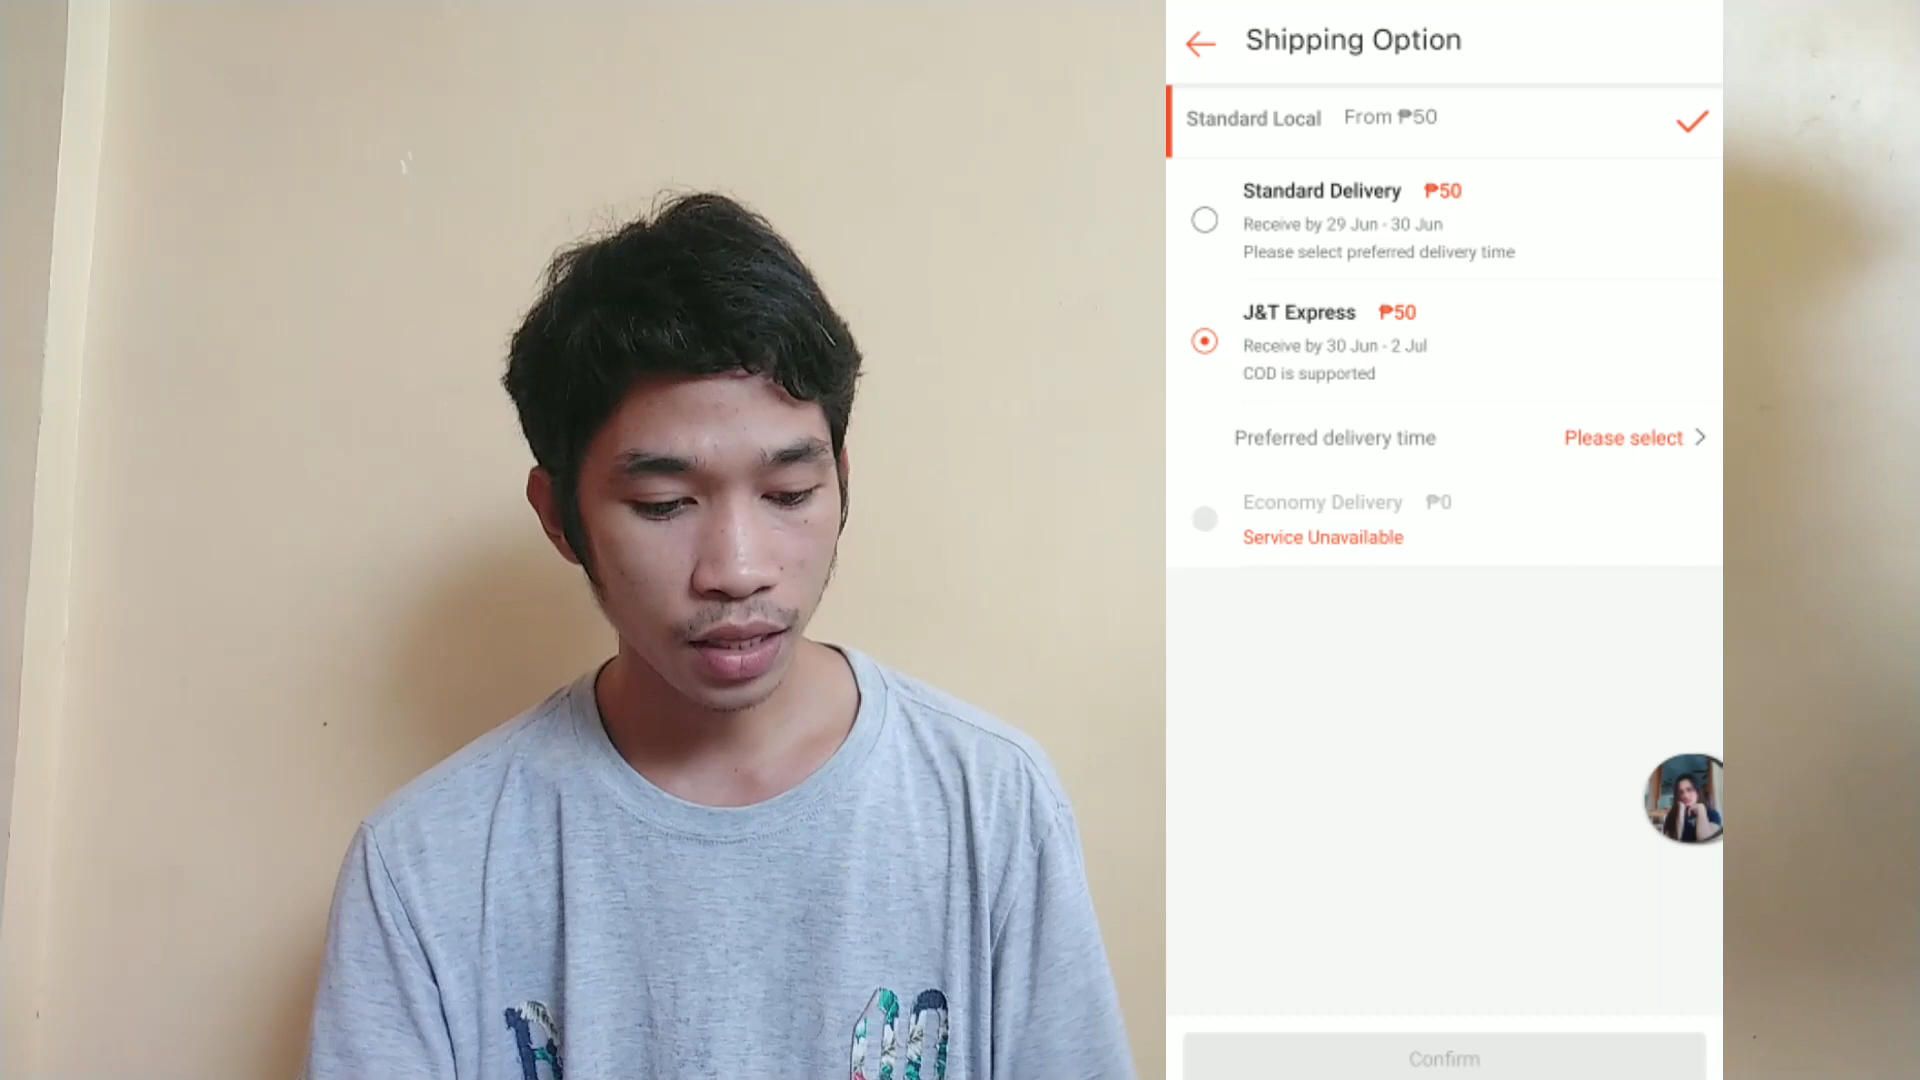 Shipping Option
Standard Local From ₱50
Standard Delivery ₱50
Receive by 29 Jun - 30 Jun
Please select preferred delivery time
J&T Express ₱50
Receive by 30 Jun - 2 Jul
COD is supported
Preferred delivery time Please select
Economy Delivery ₱0
Service Unavailable
Confirm